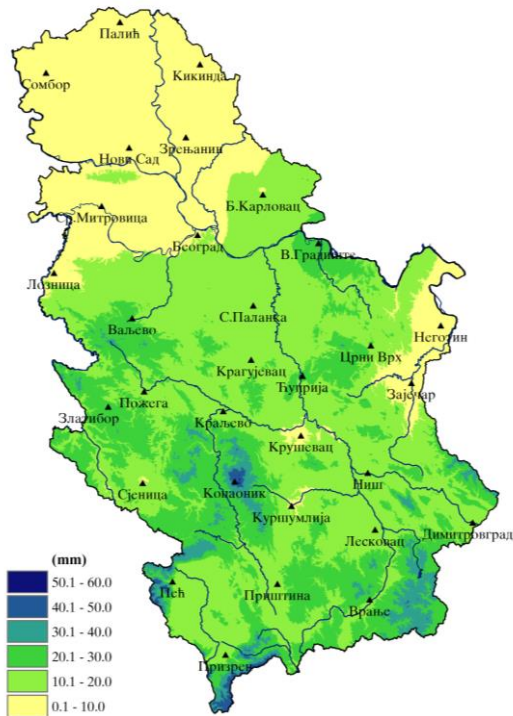 Палић
Кикинда
Сомбор
Зрењанин
Нови Сад
Б.Карловац
Ср.Митровица
Београд
В.Градиште
Лозница
С.Паланка
Ваљево
Неготин
Црни Врх
Крагујевац
Ћуприја
Зајечар
Пожега
Златибор
Краљево
Крушевац
Ниш
Сјеница
Копаоник
Куршумлија
Димитровград
Лесковац
(mm)
50.1 - 60.0
40.1 - 50.0
30.1 - 40.0
20.1 - 30.0
10.1 - 20.0
0.1 - 10.0
Пећ
Приштина
Врање
Призрен